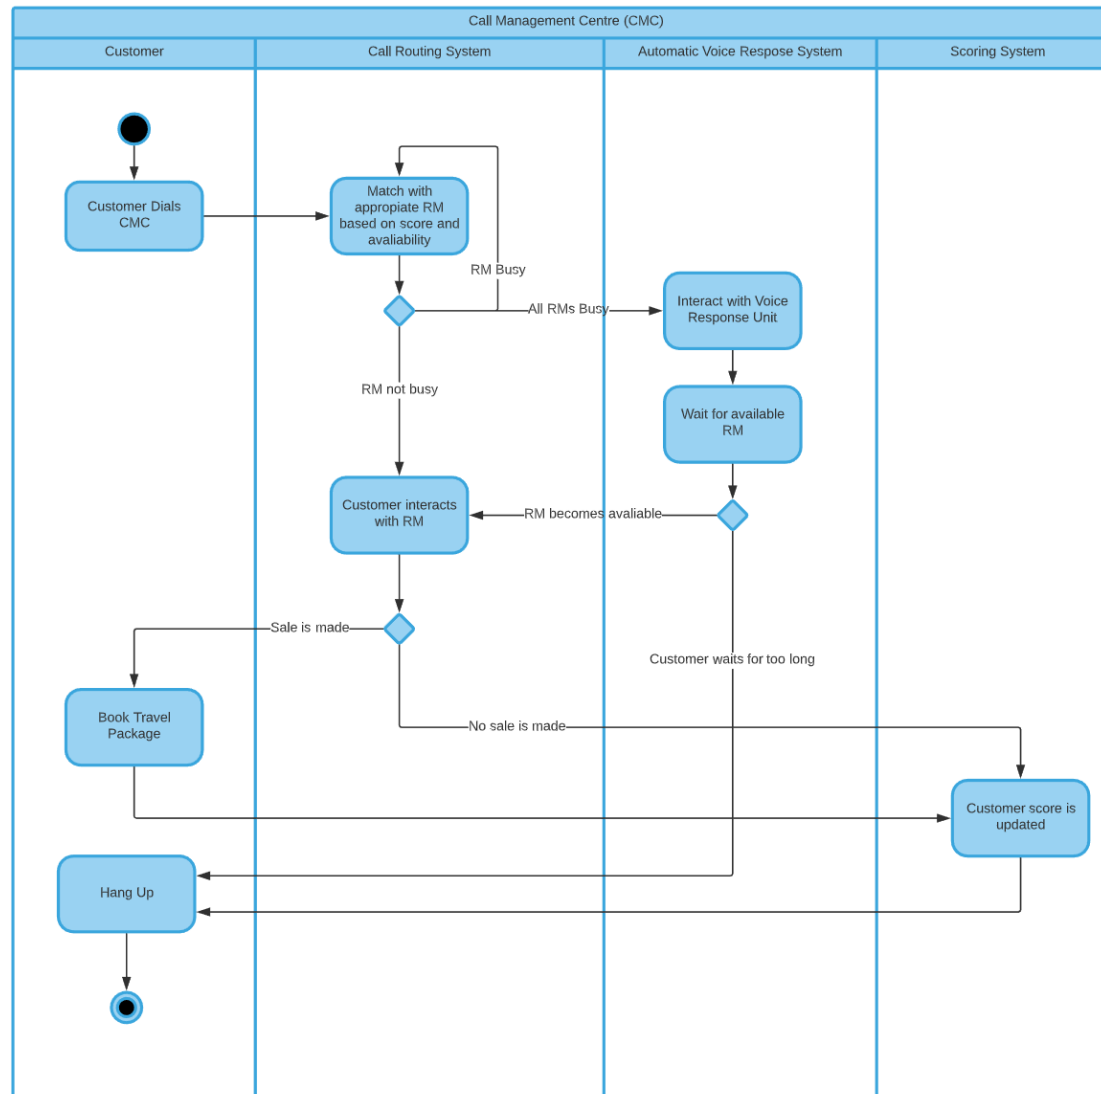 Call Management Centre (CMC)
Customer
Call Routing System
Automatic Voice Respose System
Scoring System
Customer Dials
CMC
Match with
appropiate RM
based on score and
avaliability
RM Busy
All RMs Busy
Interact with Voice
Response Unit
RM not busy
Wait for available
RM
Customer interacts
with RM
RM becomes avaliable
Sale is made
Customer waits for too long
Book Travel
Package
No sale is made
Customer score is
updated
Hang Up